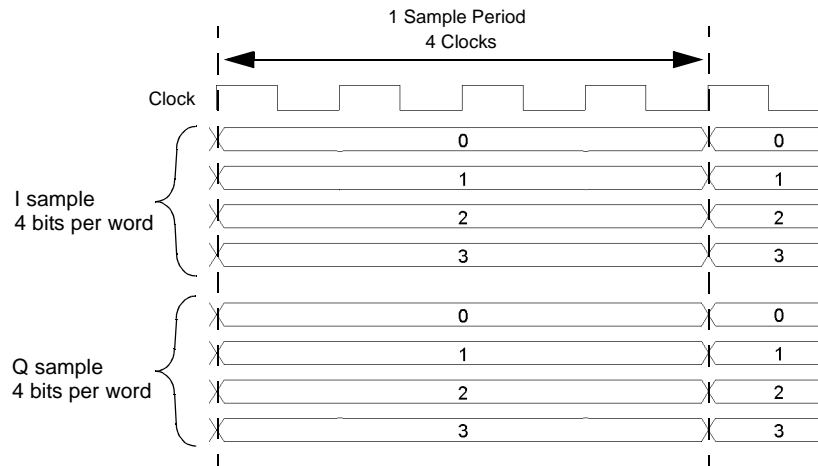 1 Sample Period
4 Clocks
Clock
I sample
4 bits per word
0 0
1 1
2 2
3 3
Q sample
4 bits per word
0 0
1 1
2 2
3 3